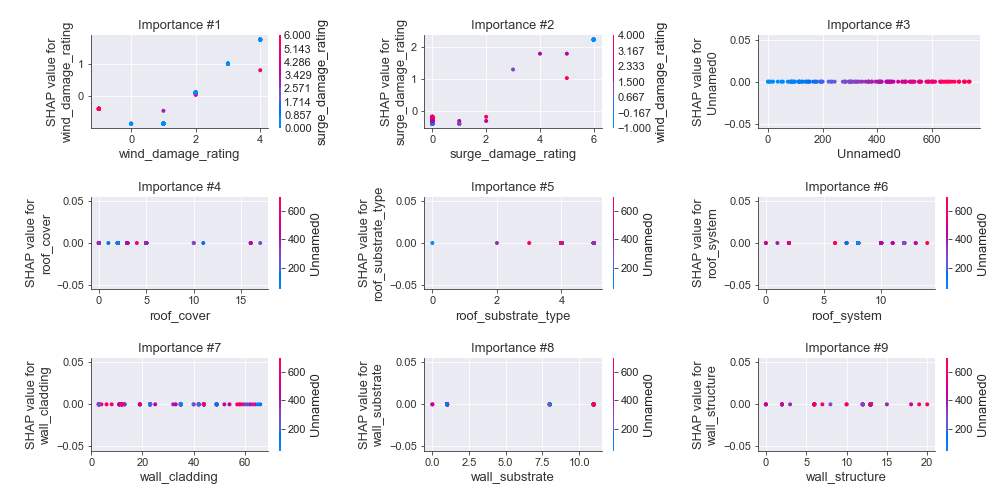 Importance #1
Importance #2
Importance #3
SHAP value for
wind_damage_rating
1
0
0
2
4
wind_damage_rating
6.000
5.143
4.286
3.429
2.571
1.714
0.857
0.000
surge_damage_rating
SHAP value for
surge_damage_rating
2
1
0
0
2
4
6
surge_damage_rating
4.000
3.167
2.333
1.500
0.667
−0.167
−1.000
wind_damage_rating
SHAP value for
Unnamed0
0.05
0.00
−0.05
0
200
400
600
Unnamed0
Importance #4
Importance #5
Importance #6
SHAP value for
roof_cover
0.05
0.00
−0.05
0
5
10
15
roof_cover
600
400
200
Unnamed0
SHAP value for
roof_substrate_type
0.05
0.00
−0.05
0
2
4
roof_substrate_type
600
400
200
Unnamed0
SHAP value for
roof_system
0.05
0.00
−0.05
0
5
10
roof_system
600
400
200
Unnamed0
Importance #7
Importance #8
Importance #9
SHAP value for
wall_cladding
0.05
0.00
−0.05
0
20
40
60
wall_cladding
600
400
200
Unnamed0
SHAP value for
wall_substrate
0.05
0.00
−0.05
0.0
2.5
5.0
7.5
10.0
wall_substrate
600
400
200
Unnamed0
SHAP value for
wall_structure
0.05
0.00
−0.05
0
5
10
15
20
wall_structure
600
400
200
Unnamed0